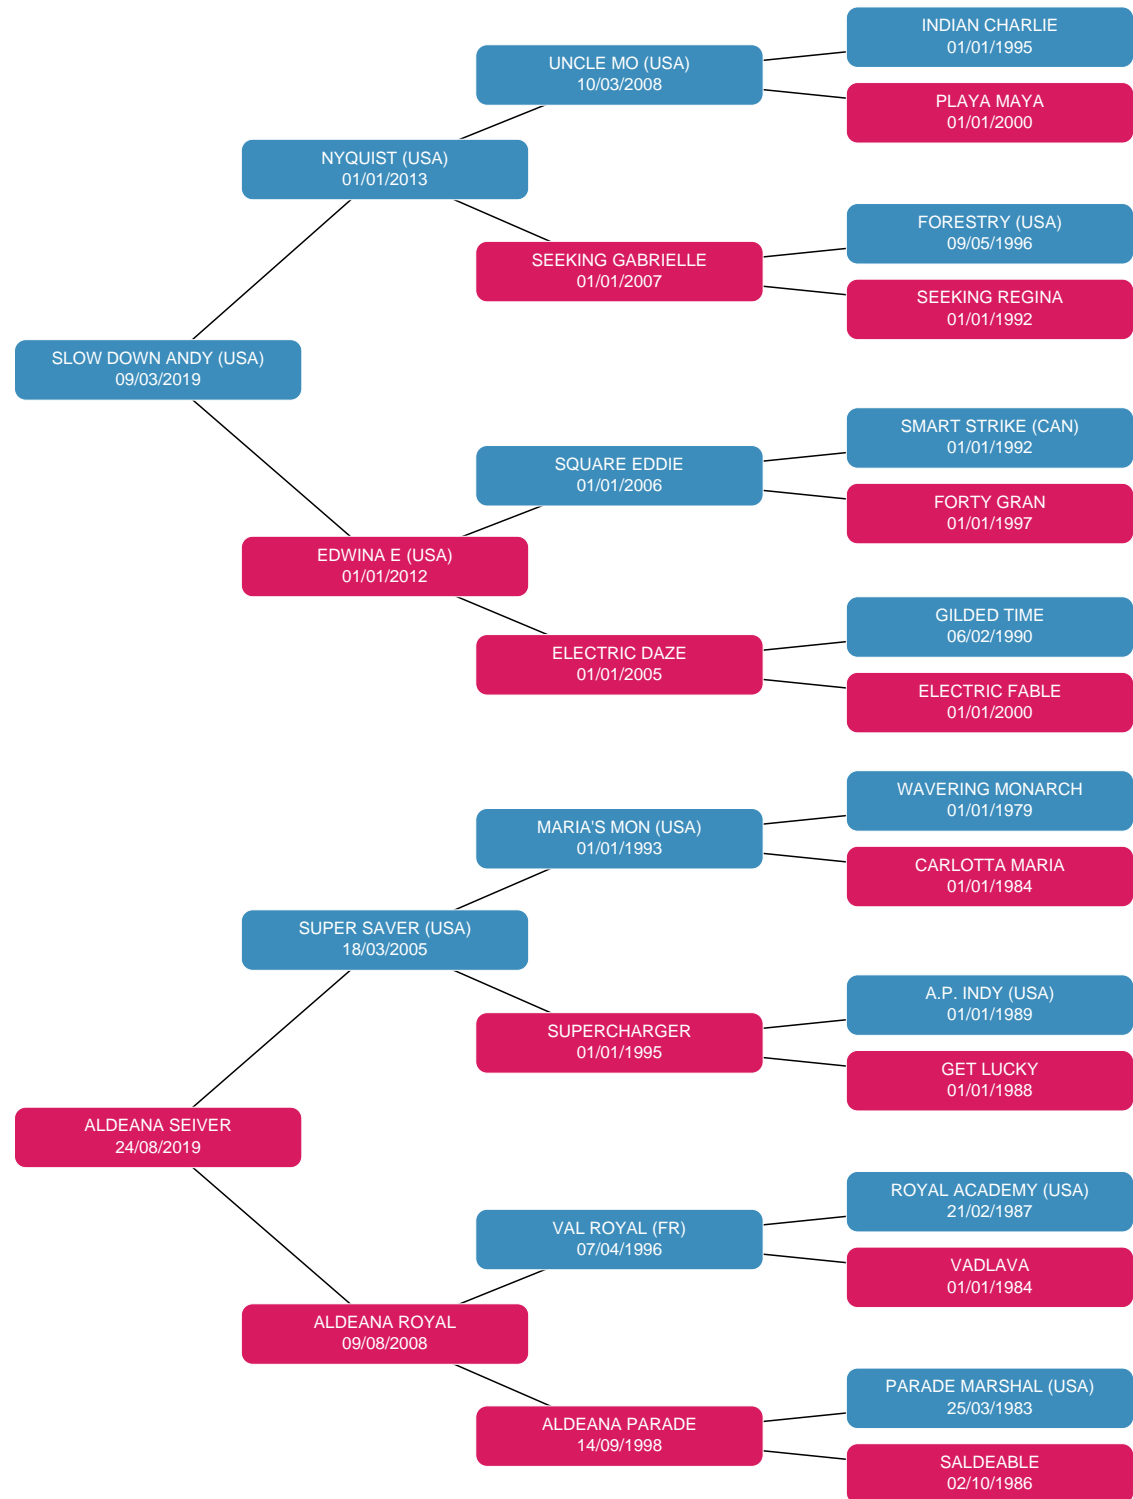 INDIAN CHARLIE
01/01/1995
UNCLE MO (USA)
10/03/2008
PLAYA MAYA
01/01/2000
NYQUIST (USA)
01/01/2013
FORESTRY (USA)
09/05/1996
SEEKING GABRIELLE
01/01/2007
SEEKING REGINA
01/01/1992
SLOW DOWN ANDY (USA)
09/03/2019
SMART STRIKE (CAN)
01/01/1992
SQUARE EDDIE
01/01/2006
FORTY GRAN
01/01/1997
EDWINA E (USA)
01/01/2012
GILDED TIME
06/02/1990
ELECTRIC DAZE
01/01/2005
ELECTRIC FABLE
01/01/2000
WAVERING MONARCH
01/01/1979
MARIA'S MON (USA)
01/01/1993
CARLOTTA MARIA
01/01/1984
SUPER SAVER (USA)
18/03/2005
A.P. INDY (USA)
01/01/1989
SUPERCHARGER
01/01/1995
GET LUCKY
01/01/1988
ALDEANA SEIVER
24/08/2019
ROYAL ACADEMY (USA)
21/02/1987
VAL ROYAL (FR)
07/04/1996
VADLAVA
01/01/1984
ALDEANA ROYAL
09/08/2008
PARADE MARSHAL (USA)
25/03/1983
ALDEANA PARADE
14/09/1998
SALDEABLE
02/10/1986